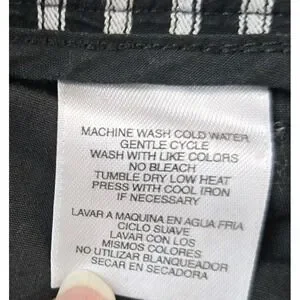 MACHINE WASH COLD WATER
GENTLE CYCLE
WASH WITH LIKE COLORS
NO BLEACH
TUMBLE DRY LOW HEAT
PRESS WITH COOL IRON
IF NECESSARY
LAVAR A MAQUINA EN AGUA FRIA
CICLO SUAVE
LAVAR CON LOS
MISMOS COLORES
NO UTILIZAR BLANQUEADOR
SECAR EN SECADORA